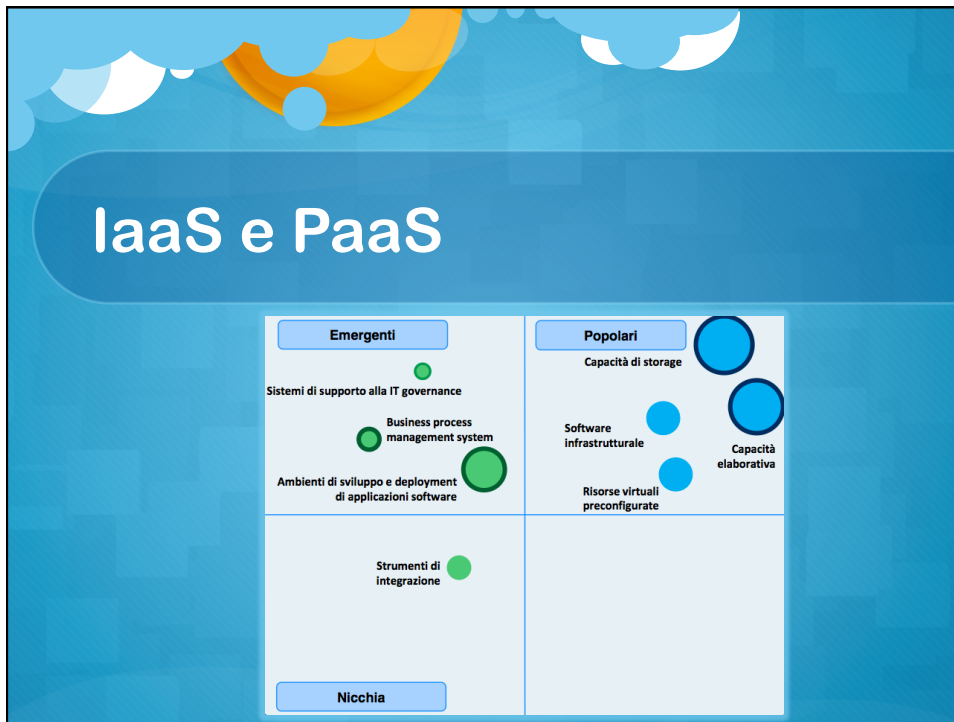 IaaS e PaaS
Emergenti
Sistemi di supporto alla IT governance
Business process
management system
Ambienti di sviluppo e deployment
di applicazioni software
Popolari
Capacità di storage
Software
infrastrutturale
Capacità
elaborativa
Risorse virtuali
preconfigurate
Strumenti di
integrazione
Nicchia